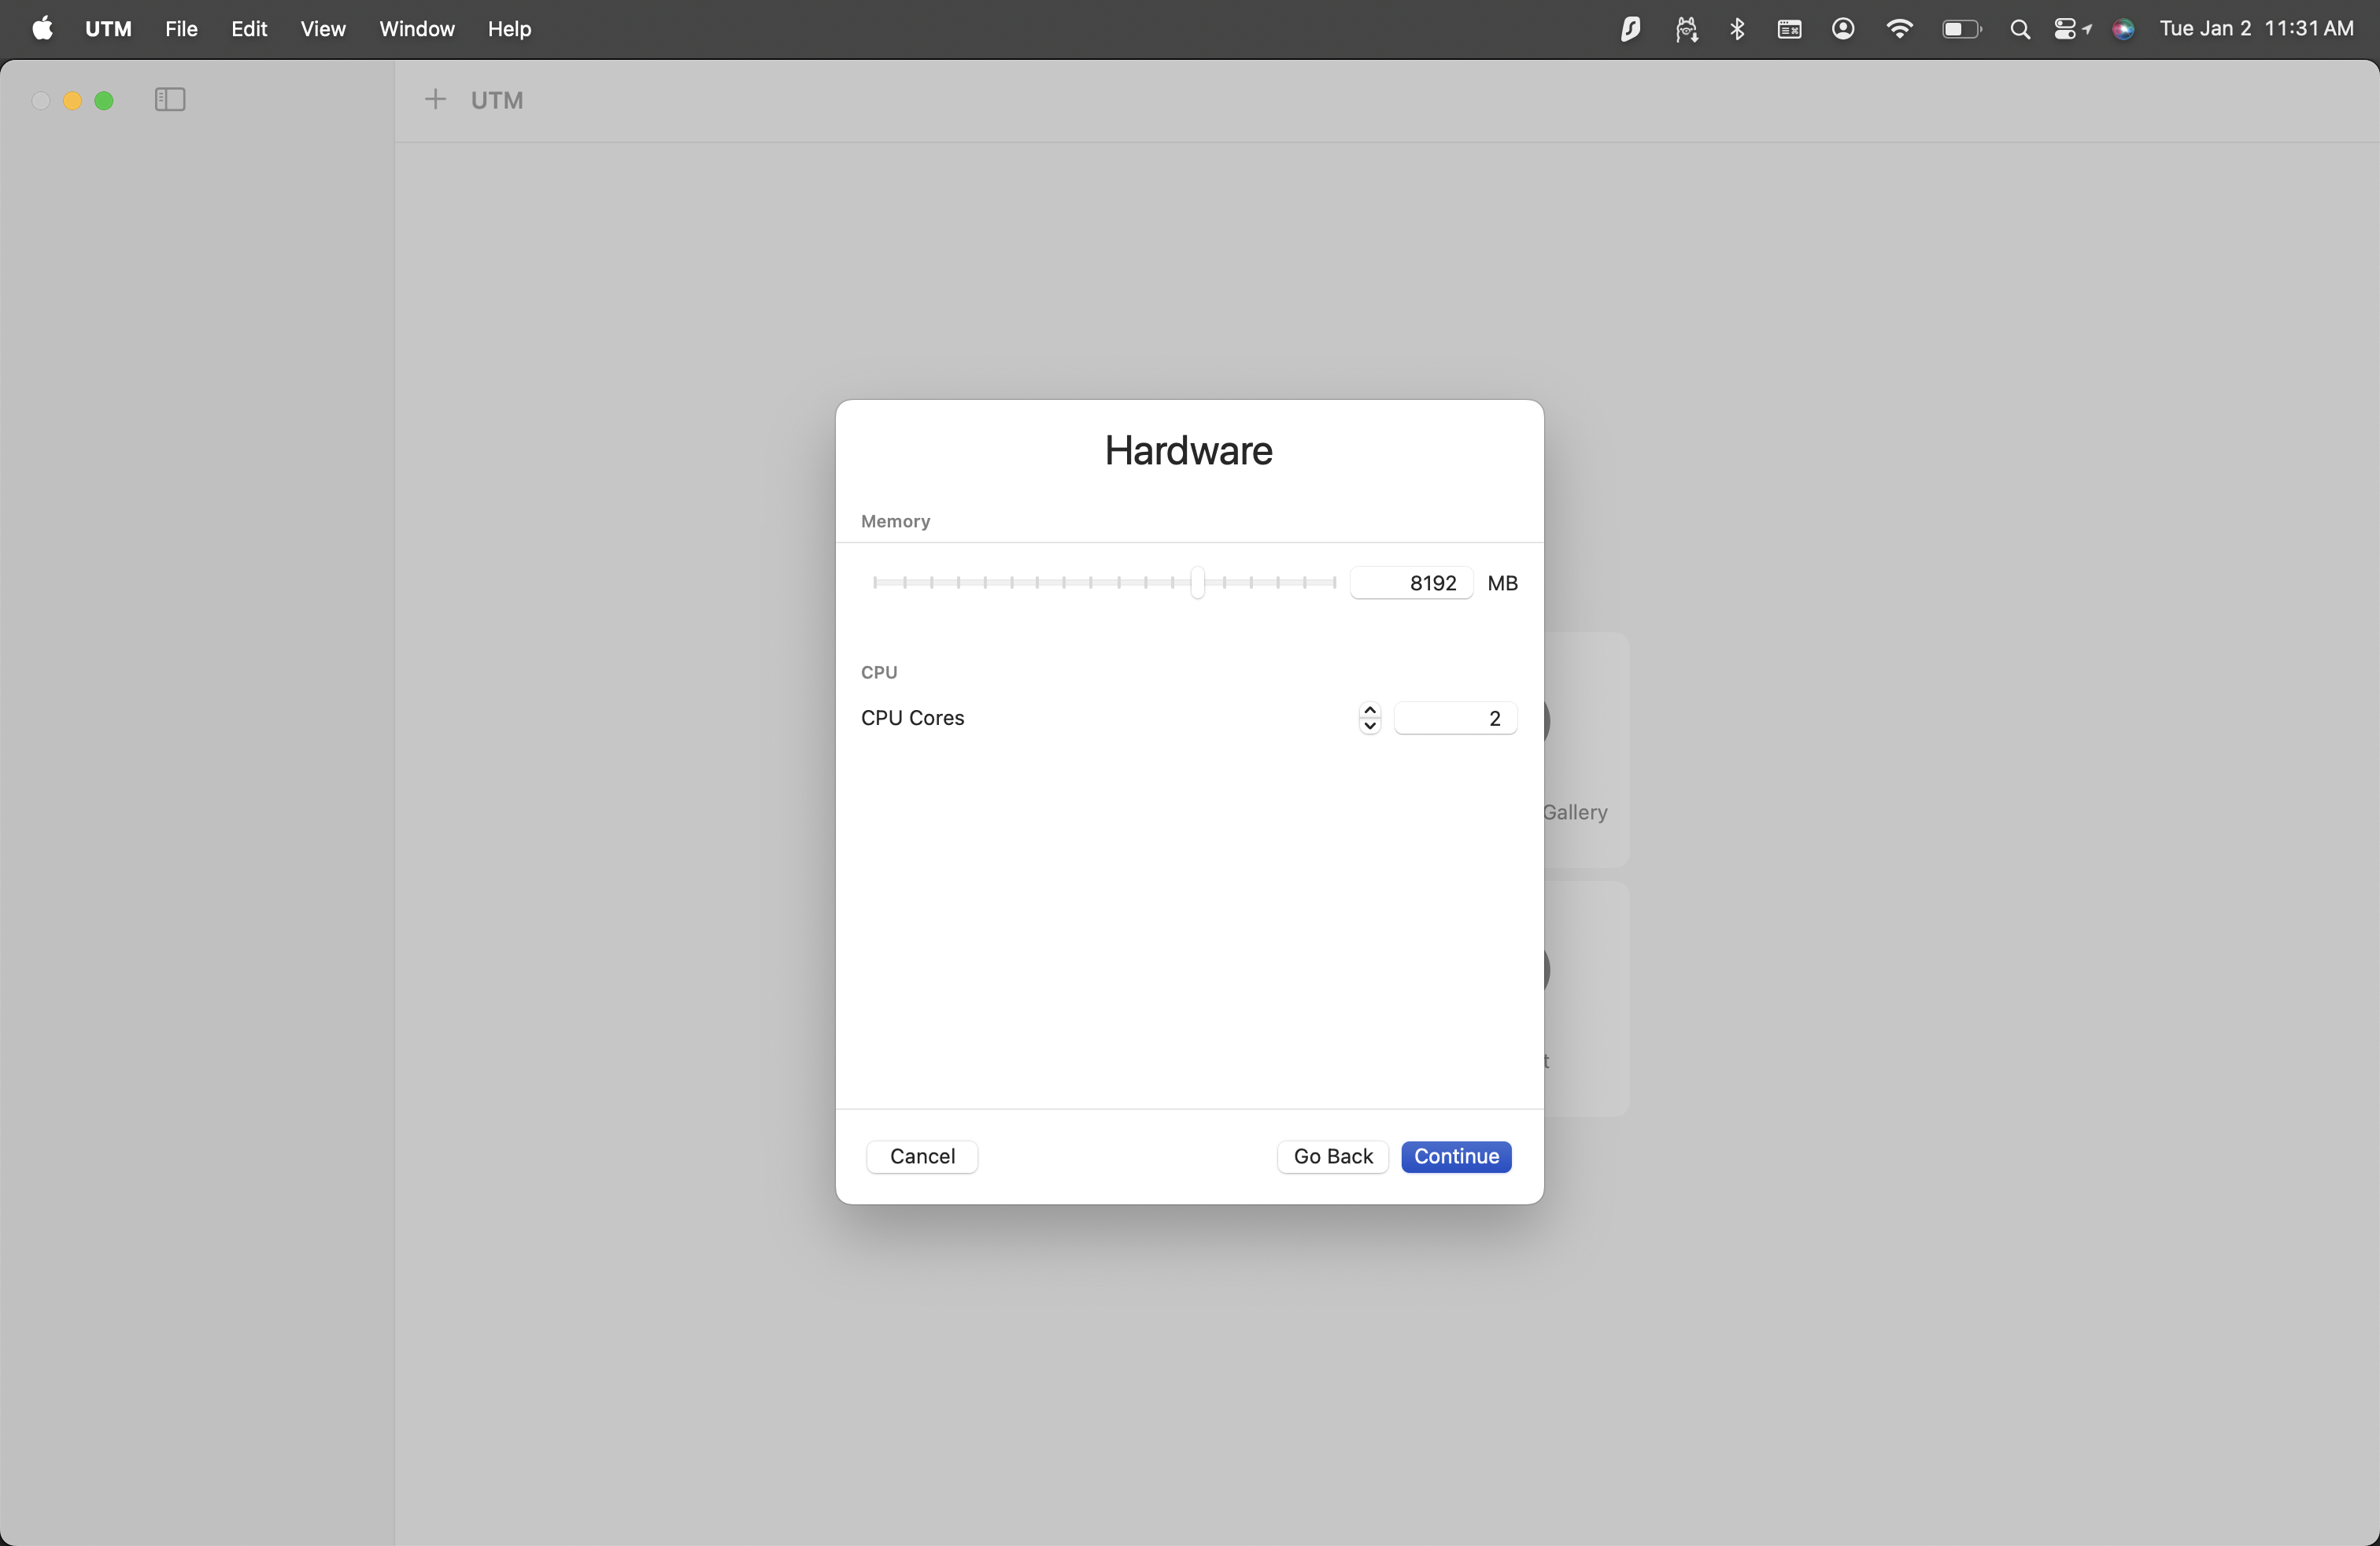 UTM File Edit View Window Help Tue Jan 2 11:31 AM
UTM
Hardware
Memory
8192 MB
CPU
CPU Cores 2
Gallery
t
Cancel Go Back Continue